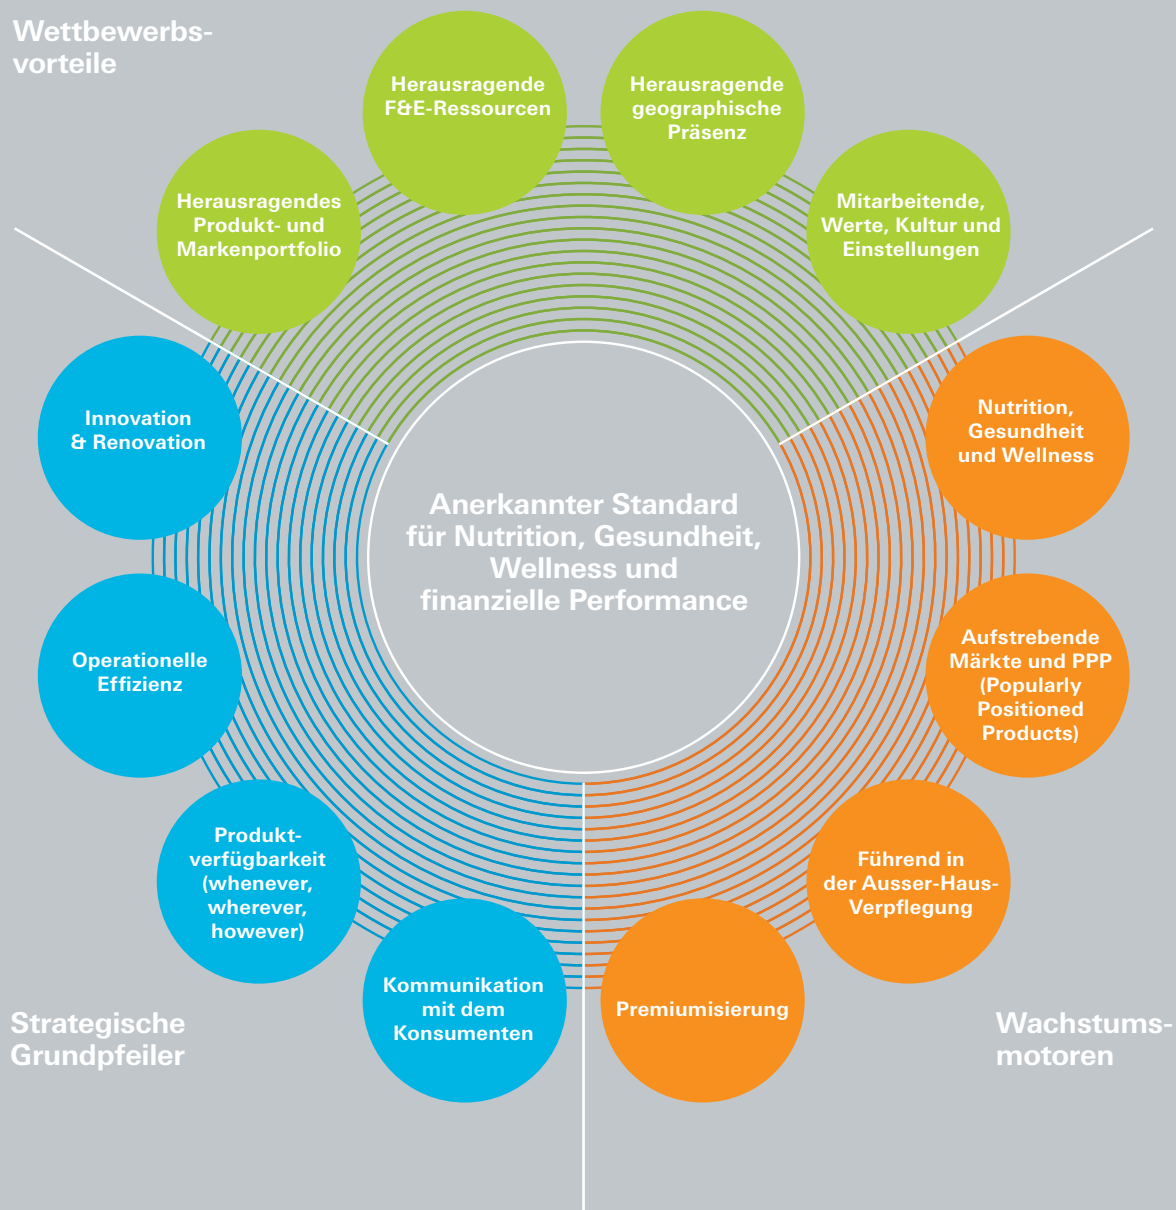 Wettbewerbs-
vorteile
Herausragende
F&E-Ressourcen
Herausragende
geographische
Präsenz
Herausragendes
Produkt- und
Markenportfolio
Mitarbeitende,
Werte, Kultur und
Einstellungen
Innovation
& Renovation
Nutrition,
Gesundheit
und Wellness
Anerkannter Standard
für Nutrition, Gesundheit,
Wellness und
finanzielle Performance
Operationelle
Effizienz
Aufstrebende
Märkte und PPP
(Popularly
Positioned
Products)
Produkt-
verfügbarkeit
(whenever,
wherever,
however)
Führend in
der Ausser-Haus-
Verpflegung
Kommunikation
mit dem
Konsumenten
Premiumisierung
Strategische
Grundpfeiler
Wachstums-
motoren